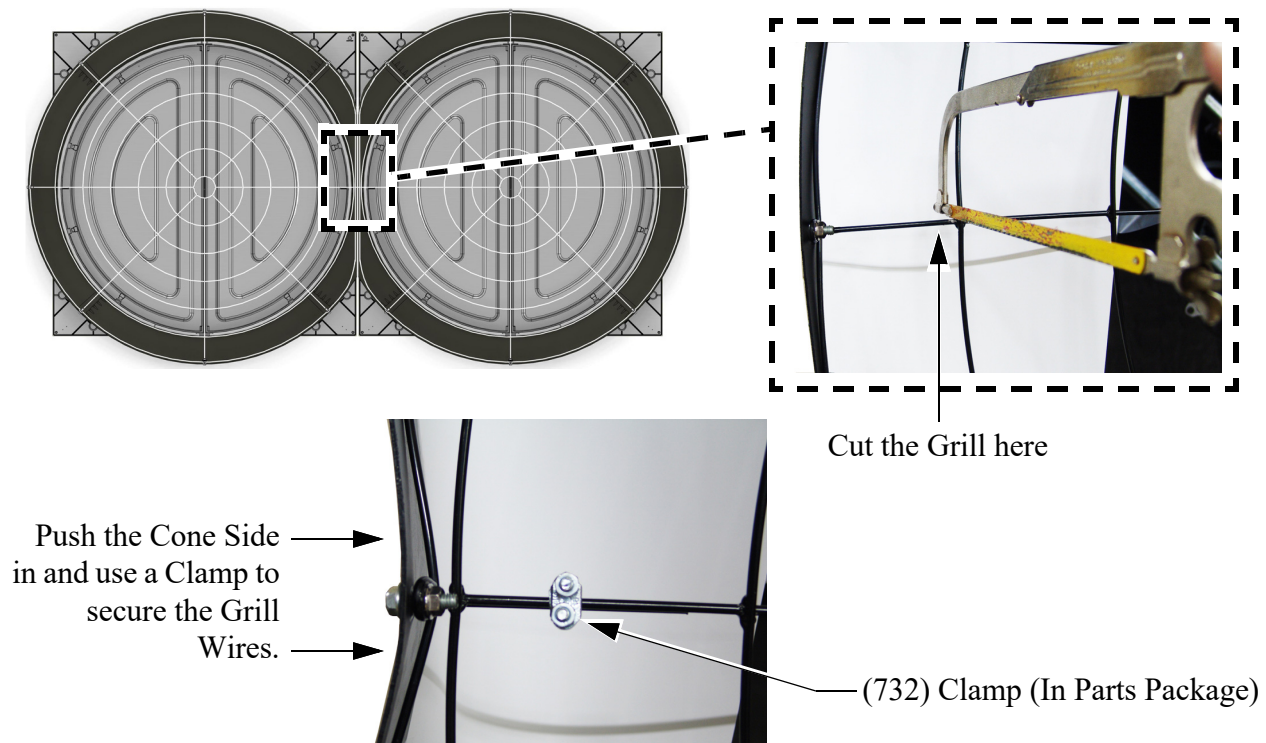 Cut the Grill here
Push the Cone Side
in and use a Clamp to
secure the Grill
Wires.
(732) Clamp (In Parts Package)